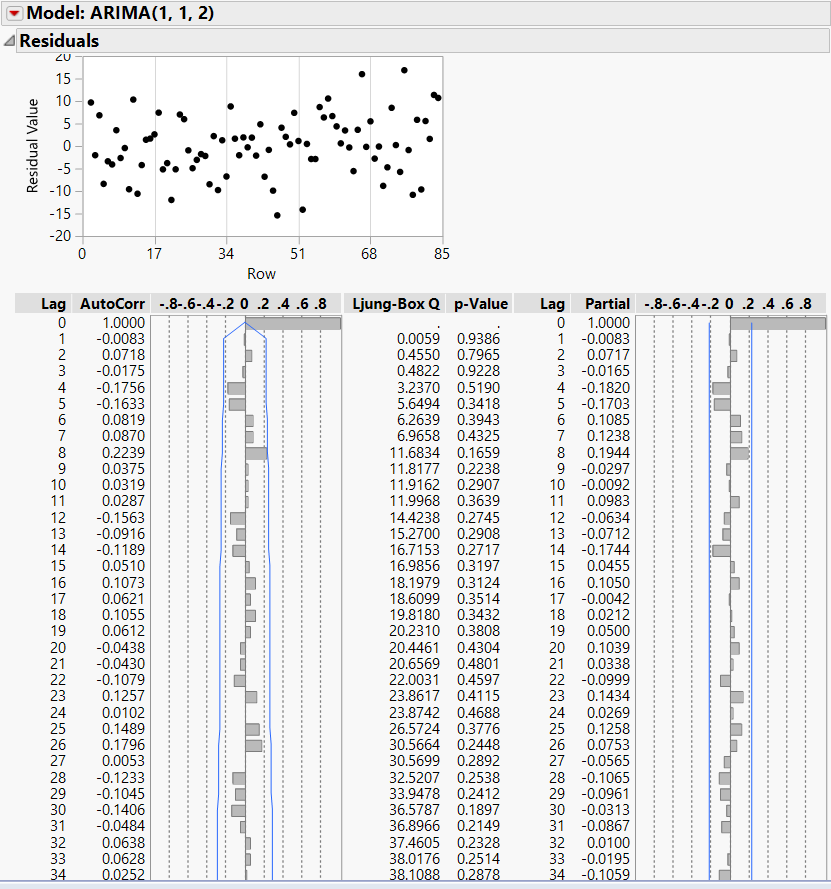 Model: ARIMA(1, 1, 2)
Residuals
20
15
10
5
0
-5
-10
-15
-20
Residual Value
0 17 34 51 68 85
Row
Lag AutoCorr -.8-.6-.4-.2 0 .2 .4 .6 .8 Ljung-Box Q p-Value Lag Partial -.8-.6-.4-.2 0 .2 .4 .6 .8
0 1.0000 . . 0 1.0000
1 -0.0083 0.0059 0.9386 1 -0.0083
2 0.0718 0.4550 0.7965 2 0.0717
3 -0.0175 0.4822 0.9228 3 -0.0165
4 -0.1756 3.2370 0.5190 4 -0.1820
5 -0.1633 5.6494 0.3418 5 -0.1703
6 0.0819 6.2639 0.3943 6 0.1085
7 0.0870 6.9658 0.4325 7 0.1238
8 0.2239 11.6834 0.1659 8 0.1944
9 0.0375 11.8177 0.2238 9 -0.0297
10 0.0319 11.9162 0.2907 10 -0.0092
11 0.0287 11.9968 0.3639 11 0.0983
12 -0.1563 14.4238 0.2745 12 -0.0634
13 -0.0916 15.2700 0.2908 13 -0.0712
14 -0.1189 16.7153 0.2717 14 -0.1744
15 0.0510 16.9856 0.3197 15 0.0455
16 0.1073 18.1979 0.3124 16 0.1050
17 0.0621 18.6099 0.3514 17 -0.0042
18 0.1055 19.8180 0.3432 18 0.0212
19 0.0612 20.2310 0.3808 19 0.0500
20 -0.0438 20.4461 0.4304 20 0.1039
21 -0.0430 20.6569 0.4801 21 0.0338
22 -0.1079 22.0031 0.4597 22 -0.0999
23 0.1257 23.8617 0.4115 23 0.1434
24 0.0102 23.8742 0.4688 24 0.0269
25 0.1489 26.5724 0.3776 25 0.1258
26 0.1796 30.5664 0.2448 26 0.0753
27 0.0053 30.5699 0.2892 27 -0.0565
28 -0.1233 32.5207 0.2538 28 -0.1065
29 -0.1045 33.9478 0.2412 29 -0.0961
30 -0.1406 36.5787 0.1897 30 -0.0313
31 -0.0484 36.8966 0.2149 31 -0.0867
32 0.0638 37.4605 0.2328 32 0.0100
33 0.0628 38.0176 0.2514 33 -0.0195
34 0.0252 38.1088 0.2878 34 -0.1059